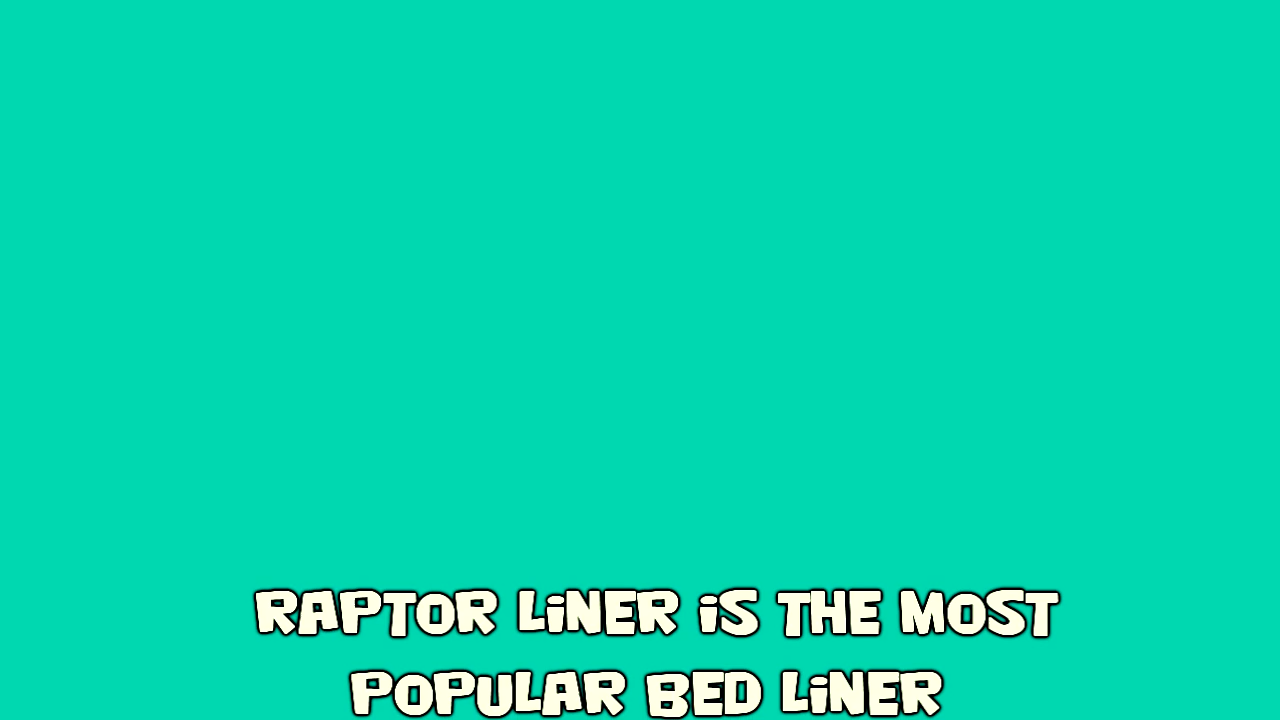 RAPTOR LiNER iS THE MOST
POPULAR BED LiNER